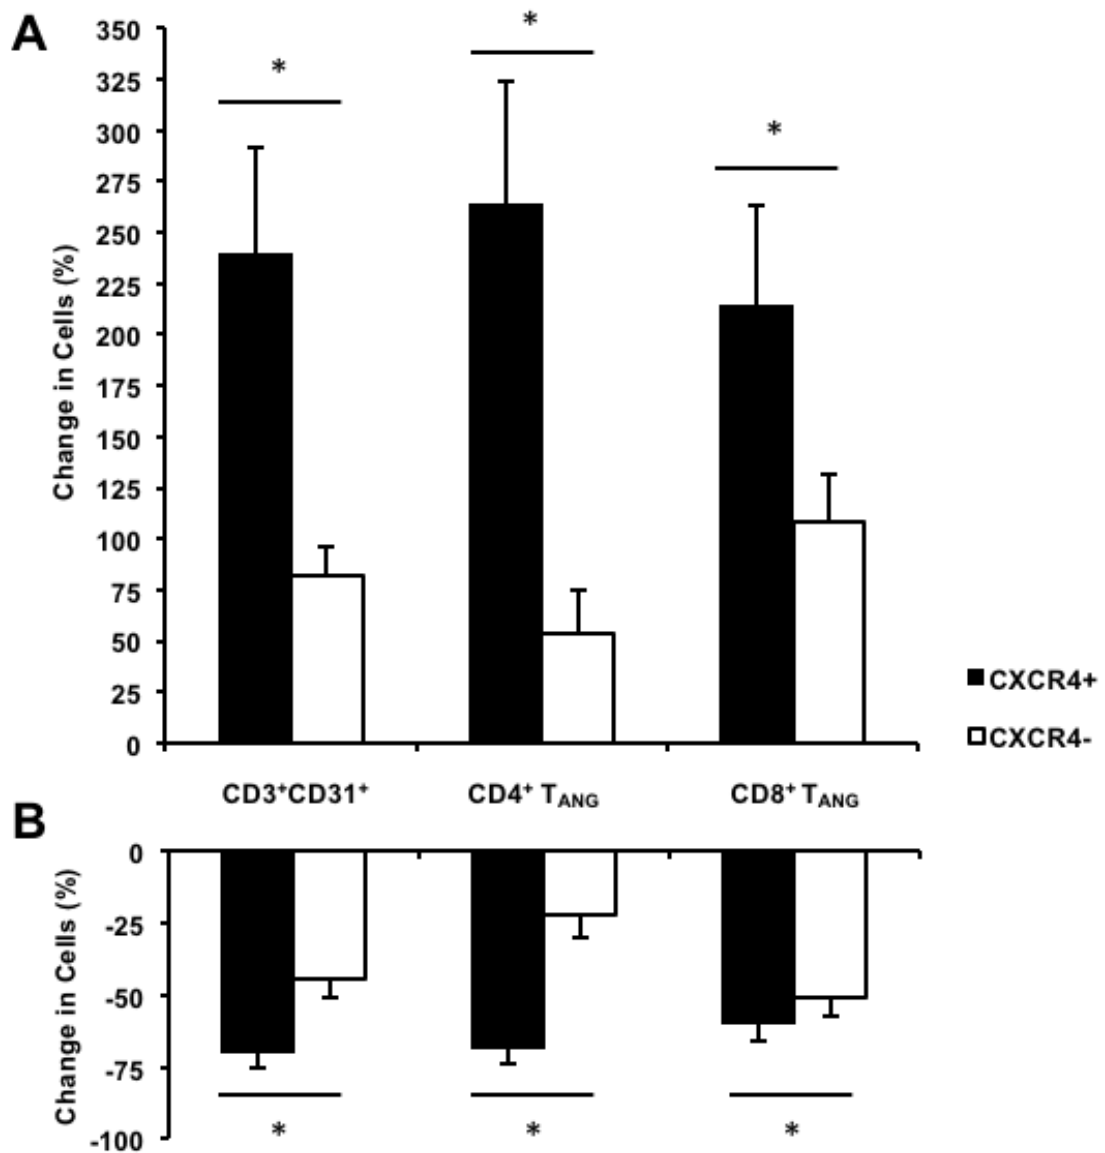 A
350
*
325
*
300
*
275
250
225
200
175
150
125
100
75
50
25
0
Change in Cells (%)
CXCR4+
CXCR4-
CD3⁺CD31⁺ CD4⁺ T_ANG CD8⁺ T_ANG
B
0
-25
-50
-75
-100
Change in Cells (%)
* * *